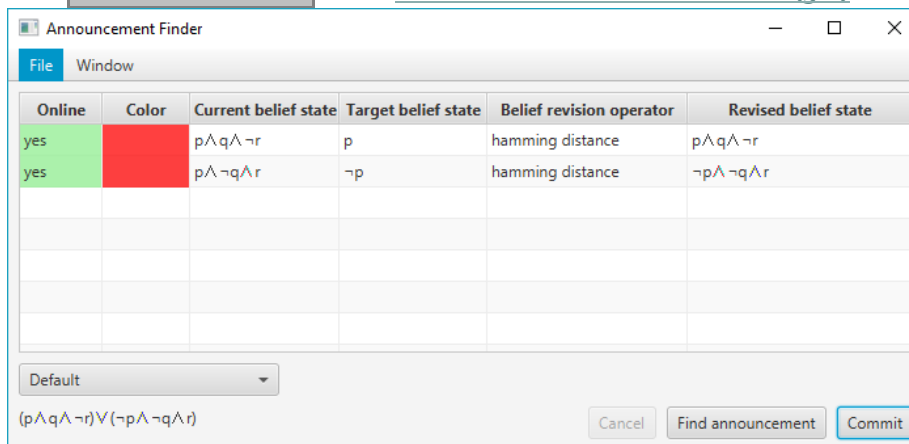 Announcement Finder
File Window
Online Color Current belief state Target belief state Belief revision operator Revised belief state
yes p∧q∧¬r p hamming distance p∧q∧¬r
yes p∧¬q∧r ¬p hamming distance ¬p∧¬q∧r
Default
(p∧q∧¬r)∨(¬p∧¬q∧r)
Cancel Find announcement Commit